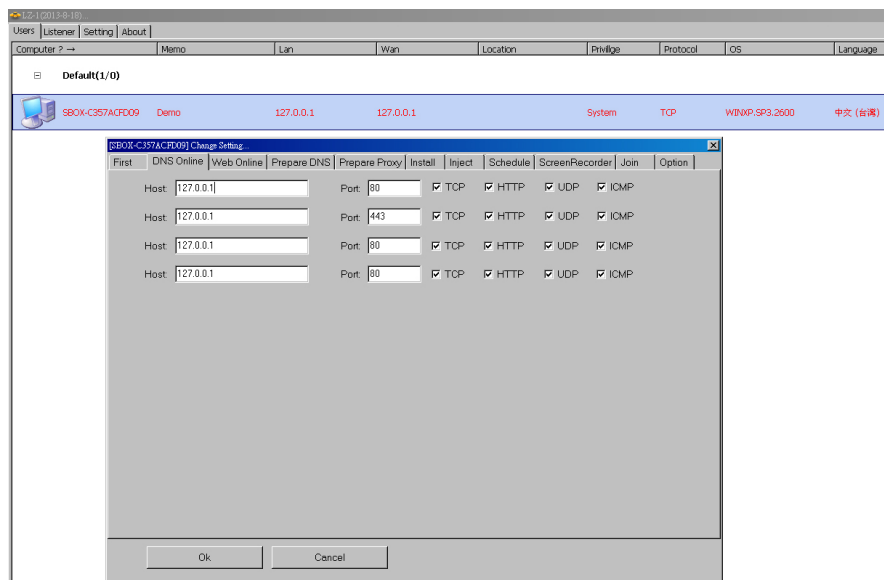 LZ-1(2013-8-18)...
Users Listener Setting About
Computer ? → Memo Lan Wan Location Privillge Protocol OS Language
Default(1/0)
SBOX-C357ACFD09 Demo 127.0.0.1 127.0.0.1 System TCP WINXP.SP3.2600 中文 (台灣)
[SBOX-C357ACFD09] Change Setting...
First DNS Online Web Online Prepare DNS Prepare Proxy Install Inject Schedule ScreenRecorder Join Option
Host: 127.0.0.1 Port: 80 TCP HTTP UDP ICMP
Host: 127.0.0.1 Port: 443 TCP HTTP UDP ICMP
Host: 127.0.0.1 Port: 80 TCP HTTP UDP ICMP
Host: 127.0.0.1 Port: 80 TCP HTTP UDP ICMP
Ok Cancel